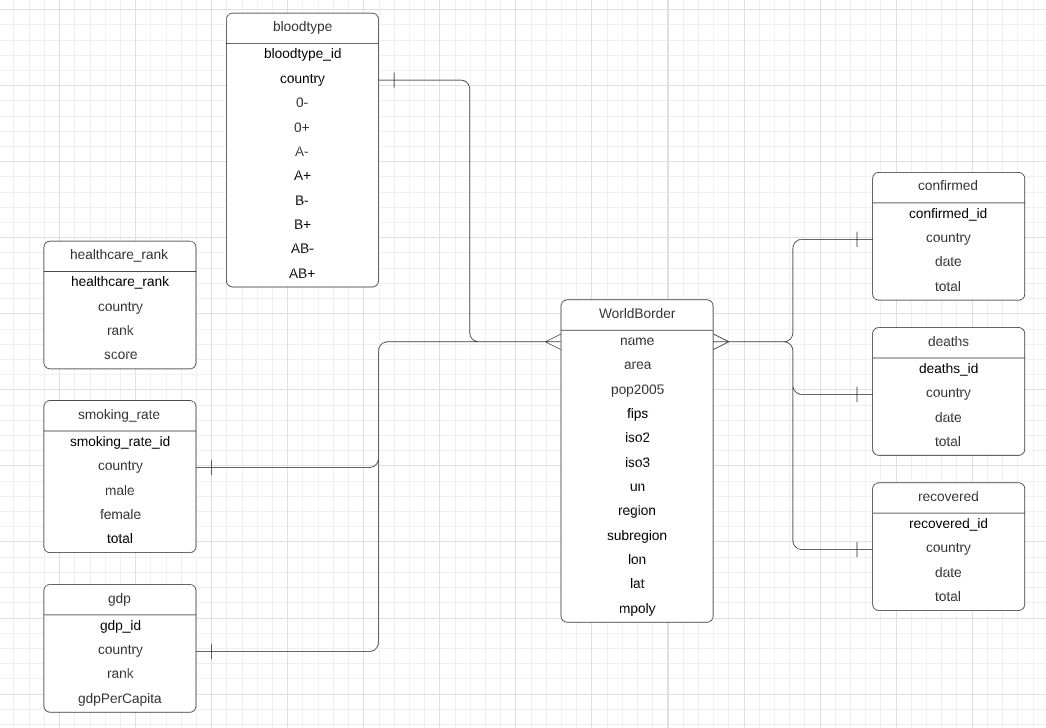 bloodtype
bloodtype_id
country
0-
0+
A-
A+
B-
B+
AB-
AB+
healthcare_rank
healthcare_rank
country
rank
score
smoking_rate
smoking_rate_id
country
male
female
total
gdp
gdp_id
country
rank
gdpPerCapita
WorldBorder
name
area
pop2005
fips
iso2
iso3
un
region
subregion
lon
lat
mpoly
confirmed
confirmed_id
country
date
total
deaths
deaths_id
country
date
total
recovered
recovered_id
country
date
total